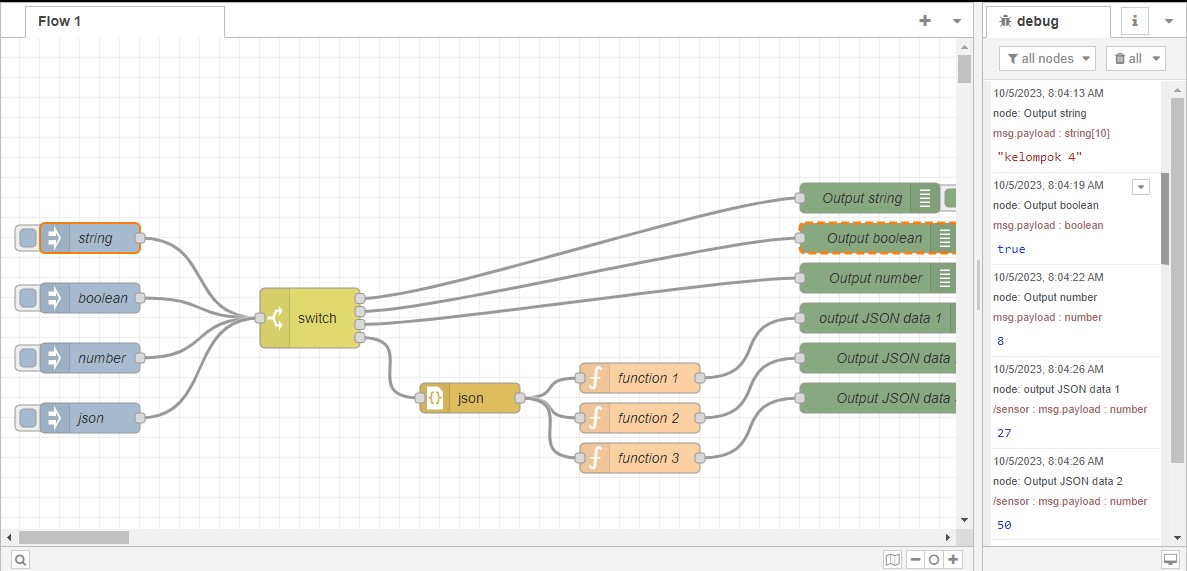 Flow 1
debug
i
all nodes
all
string
boolean
number
json
switch
json
function 1
function 2
function 3
Output string
Output boolean
Output number
output JSON data 1
Output JSON data
Output JSON data
10/5/2023, 8:04:13 AM
node: Output string
msg.payload : string[10]
"kelompok 4"
10/5/2023, 8:04:19 AM
node: Output boolean
msg.payload : boolean
true
10/5/2023, 8:04:22 AM
node: Output number
msg.payload : number
8
10/5/2023, 8:04:26 AM
node: output JSON data 1
/sensor : msg.payload : number
27
10/5/2023, 8:04:26 AM
node: Output JSON data 2
/sensor : msg.payload : number
50